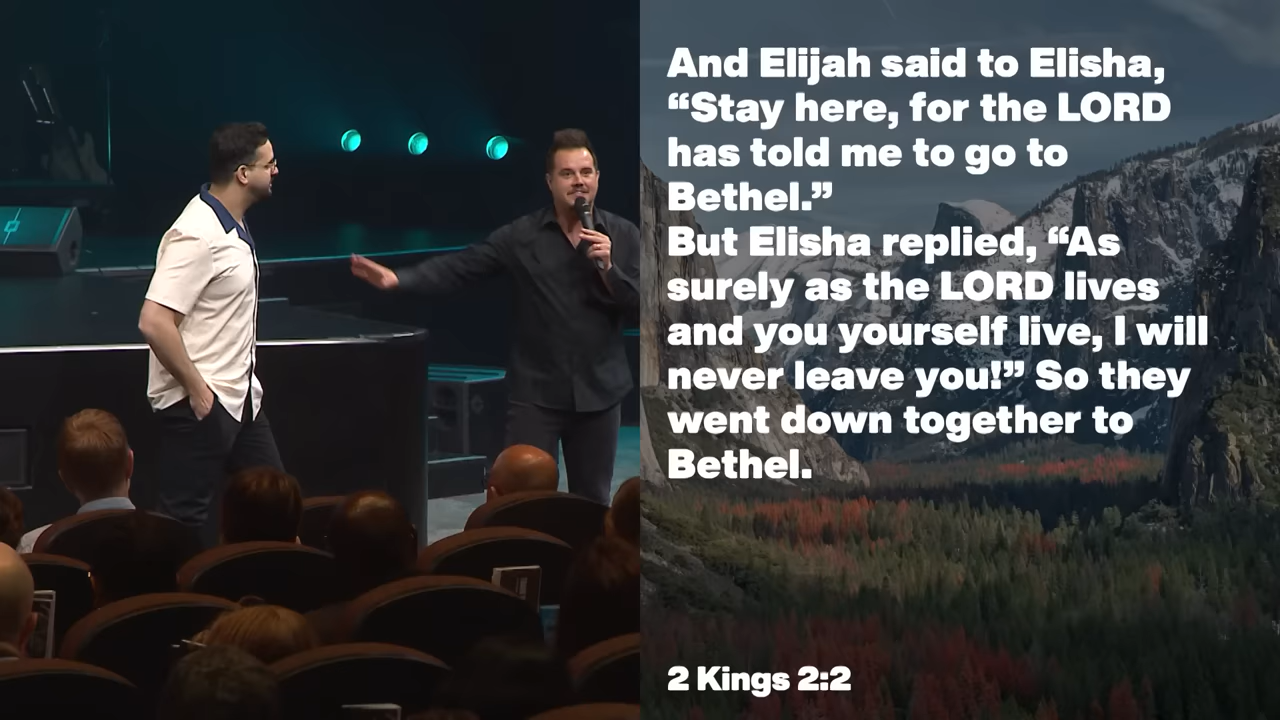 And Elijah said to Elisha,
“Stay here, for the LORD
has told me to go to
Bethel.”
But Elisha replied, “As
surely as the LORD lives
and you yourself live, I will
never leave you!” So they
went down together to
Bethel.
2 Kings 2:2